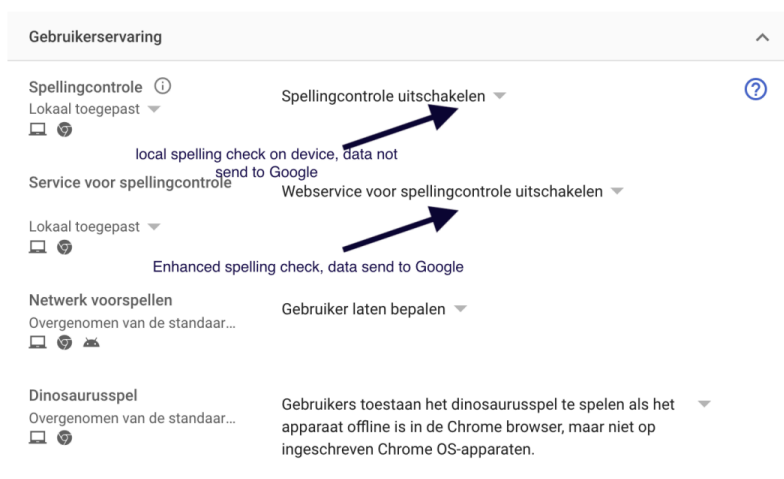 Gebruikerservaring
Spellingcontrole
Lokaal toegepast
Spellingcontrole uitschakelen
local spelling check on device, data not
send to Google
Service voor spellingcontrole
Webservice voor spellingcontrole uitschakelen
Lokaal toegepast
Enhanced spelling check, data send to Google
Netwerk voorspellen
Overgenomen van de standaar...
Gebruiker laten bepalen
Dinosaurusspel
Overgenomen van de standaar...
Gebruikers toestaan het dinosaurusspel te spelen als het
apparaat offline is in de Chrome browser, maar niet op
ingeschreven Chrome OS-apparaten.